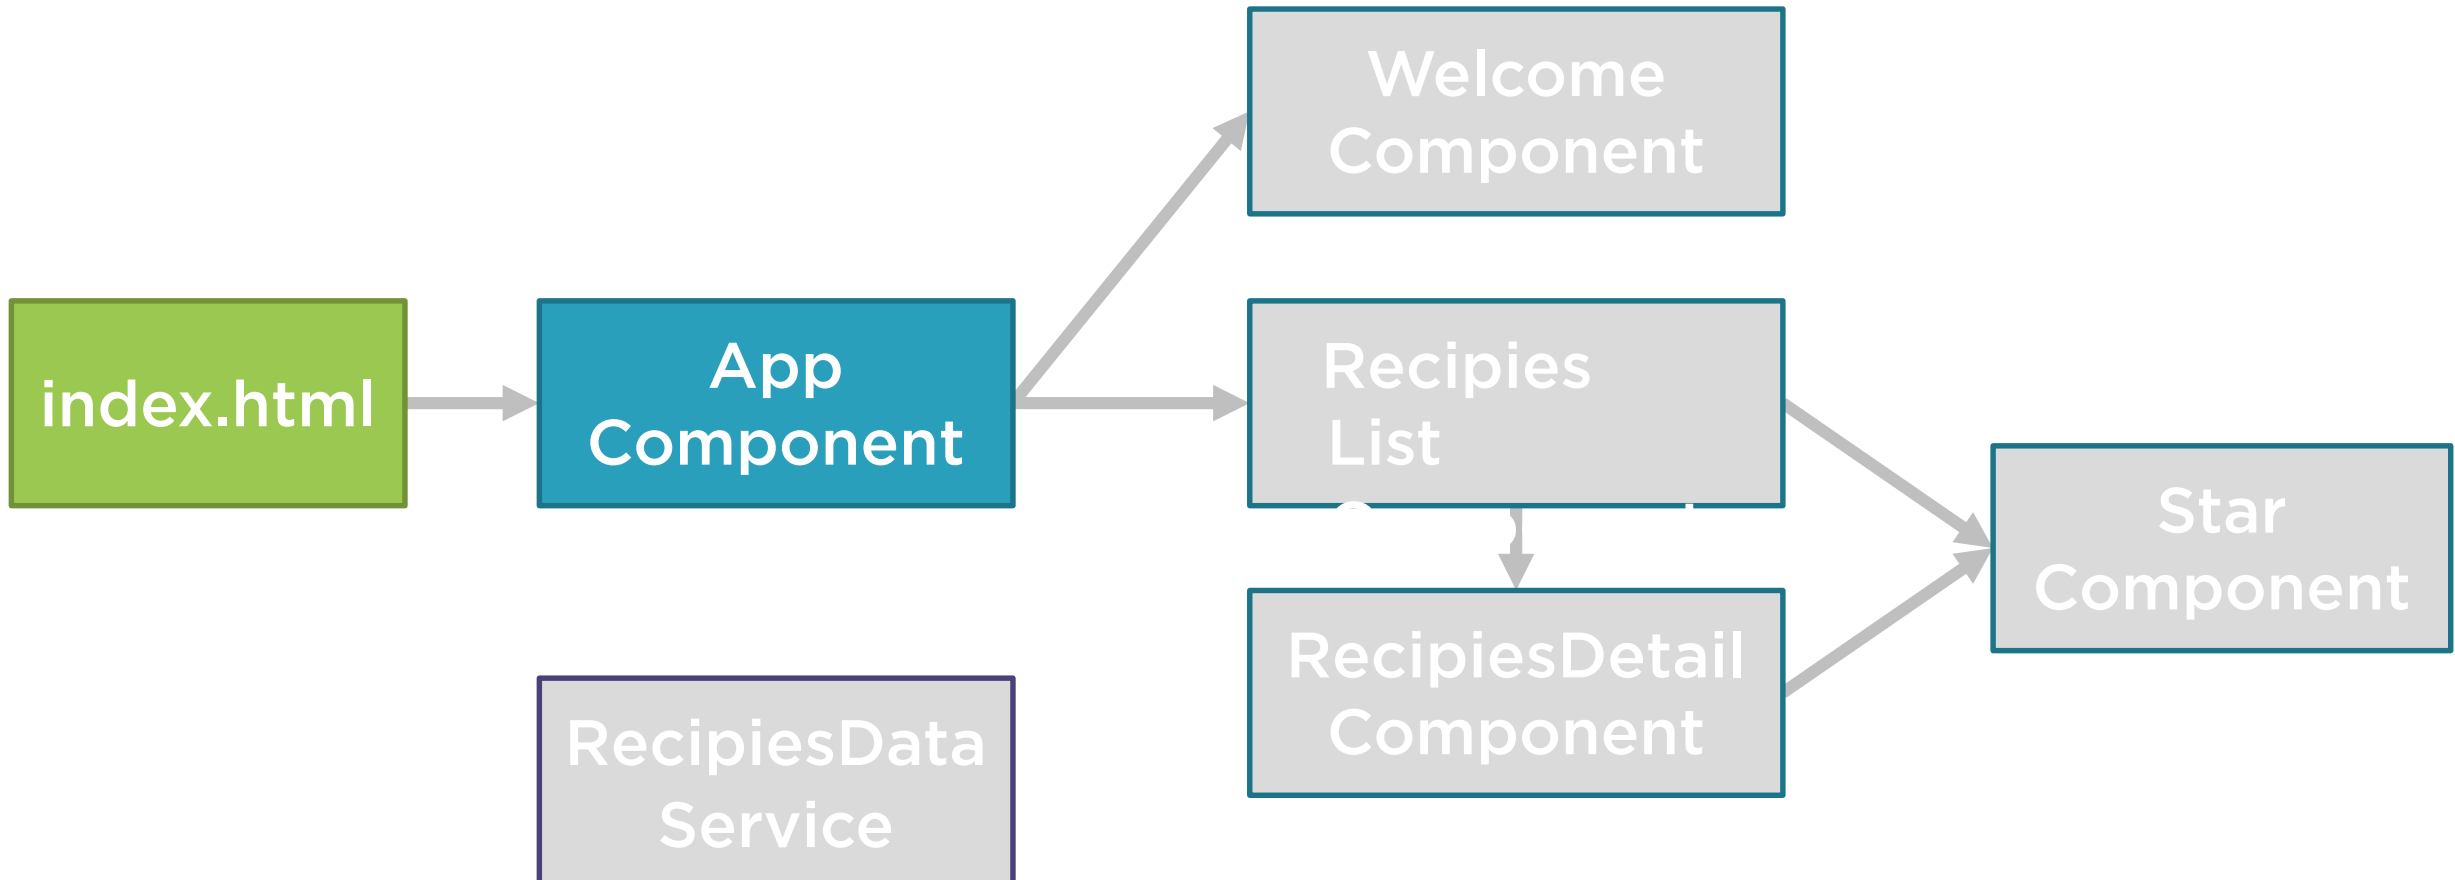 Welcome
Component
index.html
App
Component
Recipies
List
Star
Component
RecipiesDetail
Component
RecipiesData
Service